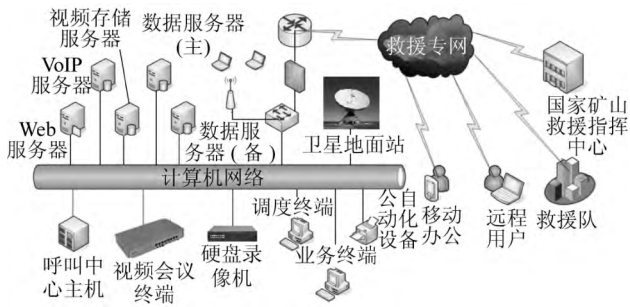 视频存储
服务器
数据服务器
(主)
VoIP
服务器
Web
服务器
数据服
务器(备)
卫星地面站
救援专网
国家矿山
救援指挥
中心
计算机网络
呼叫中
心主机
视频会议
终端
硬盘录
像机
调度终端
业务终端
公自
动化
设备
移动
办公
远程
用户
救援队